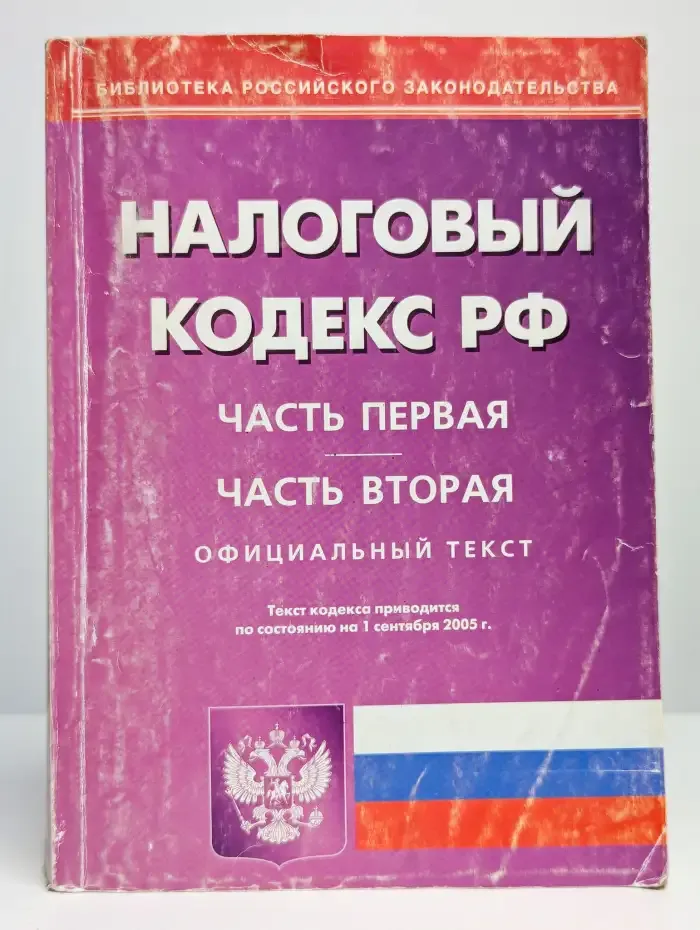 БИБЛИОТЕКА РОССИЙСКОГО ЗАКОНОДАТЕЛЬСТВА
НАЛОГОВЫЙ
КОДЕКС РФ
ЧАСТЬ ПЕРВАЯ
ЧАСТЬ ВТОРАЯ
ОФИЦИАЛЬНЫЙ ТЕКСТ
Текст кодекса приводится
по состоянию на 1 сентября 2005 г.